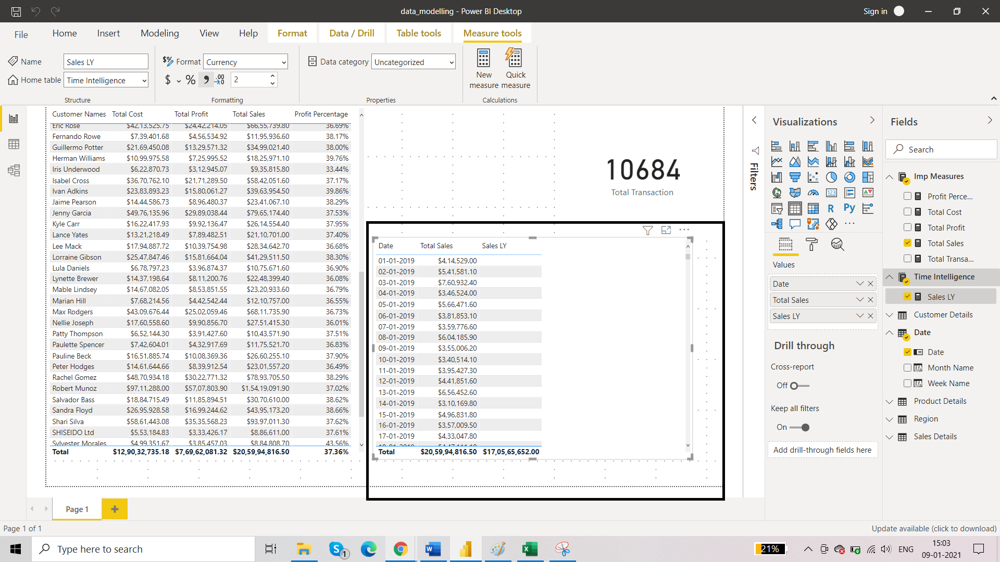 data_modelling - Power BI Desktop
Sign in
File Home Insert Modeling View Help Format Data / Drill Table tools Measure tools
Name Sales LY
Home table Time Intelligence
Structure
Format Currency
$ % 2
Formatting
Data category Uncategorized
Properties
New measure
Quick measure
Calculations
Customer Names Total Cost Total Profit Total Sales Profit Percentage
Eric Rose $42,13,525.75 $24,42,214.05 $66,55,739.80 36.69%
Fernando Rowe $7,39,401.68 $4,56,534.92 $11,95,936.60 38.17%
Guillermo Potter $21,69,450.08 $13,29,571.32 $34,99,021.40 38.00%
Herman Williams $10,99,975.58 $7,25,995.52 $18,25,971.10 39.76%
Iris Underwood $6,22,870.73 $3,12,945.07 $9,35,815.80 33.44%
Isabel Cross $36,70,762.10 $21,71,289.50 $58,42,051.60 37.17%
Ivan Adkins $23,83,893.23 $15,80,061.27 $39,63,954.50 39.86%
Jaime Pearson $14,44,586.73 $8,96,480.37 $23,41,067.10 38.29%
Jenny Garcia $49,76,135.96 $29,89,038.44 $79,65,174.40 37.53%
Kyle Carr $16,22,417.93 $9,92,136.47 $26,14,554.40 37.95%
Lance Yates $13,21,218.49 $7,89,482.51 $21,10,701.00 37.40%
Lee Mack $17,94,887.72 $10,39,754.98 $28,34,642.70 36.68%
Lorraine Gibson $25,47,847.46 $15,81,664.04 $41,29,511.50 38.30%
Lula Daniels $6,78,797.23 $3,96,874.37 $10,75,671.60 36.90%
Lynette Brewer $14,37,198.64 $8,11,200.76 $22,48,399.40 36.08%
Mable Lindsey $14,67,082.05 $8,53,851.55 $23,20,933.60 36.79%
Marian Hill $7,68,214.56 $4,42,542.44 $12,10,757.00 36.55%
Max Rodgers $43,09,676.44 $25,02,059.46 $68,11,735.90 36.73%
Nellie Joseph $17,60,558.60 $9,90,856.70 $27,51,415.30 36.01%
Patty Thompson $6,52,144.30 $3,91,427.60 $10,43,571.90 37.51%
Paulette Spencer $7,42,604.01 $4,32,917.69 $11,75,521.70 36.83%
Pauline Beck $16,51,885.74 $10,08,369.36 $26,60,255.10 37.90%
Peter Hodges $14,61,644.66 $8,39,912.54 $23,01,557.20 36.49%
Rachel Gomez $48,70,934.18 $30,22,771.32 $78,93,705.50 38.29%
Robert Munoz $97,11,288.00 $57,07,803.90 $1,54,19,091.90 37.02%
Salvador Bass $18,84,715.49 $11,85,894.51 $30,70,610.00 38.62%
Sandra Floyd $26,95,928.58 $16,99,244.62 $43,95,173.20 38.66%
Shari Silva $58,61,443.08 $35,35,568.23 $93,97,011.30 37.62%
SHISEIDO Ltd $5,53,184.83 $3,33,426.17 $8,86,611.00 37.61%
Sylvester Morales $4,99,351.67 $3,85,457.03 $8,84,808.70 43.56%
Total $12,90,32,735.18 $7,69,62,081.32 $20,59,94,816.50 37.36%
10684
Total Transaction
Date Total Sales Sales LY
01-01-2019 $4,14,529.00
02-01-2019 $5,41,581.10
03-01-2019 $7,60,932.40
04-01-2019 $3,46,524.00
05-01-2019 $5,66,471.60
06-01-2019 $3,81,853.10
07-01-2019 $3,59,776.60
08-01-2019 $6,04,185.90
09-01-2019 $3,55,006.20
10-01-2019 $3,40,514.10
11-01-2019 $3,95,427.30
12-01-2019 $4,41,851.60
13-01-2019 $6,56,452.60
14-01-2019 $3,10,169.80
15-01-2019 $4,96,831.80
16-01-2019 $3,57,009.50
17-01-2019 $4,33,047.80
Total $20,59,94,816.50 $17,05,65,652.00
Filters
Visualizations
123
R Py
Values
Date
Total Sales
Sales LY
Drill through
Cross-report
Off
Keep all filters
On
Add drill-through fields here
Fields
Search
Imp Measures
Profit Perce...
Total Cost
Total Profit
Total Sales
Total Transa...
Time Intelligence
Sales LY
Customer Details
Date
Date
Month Name
Week Name
Product Details
Region
Sales Details
Page 1
Page 1 of 1
Update available (click to download)
Type here to search
1
21%
ENG
15:03
09-01-2021